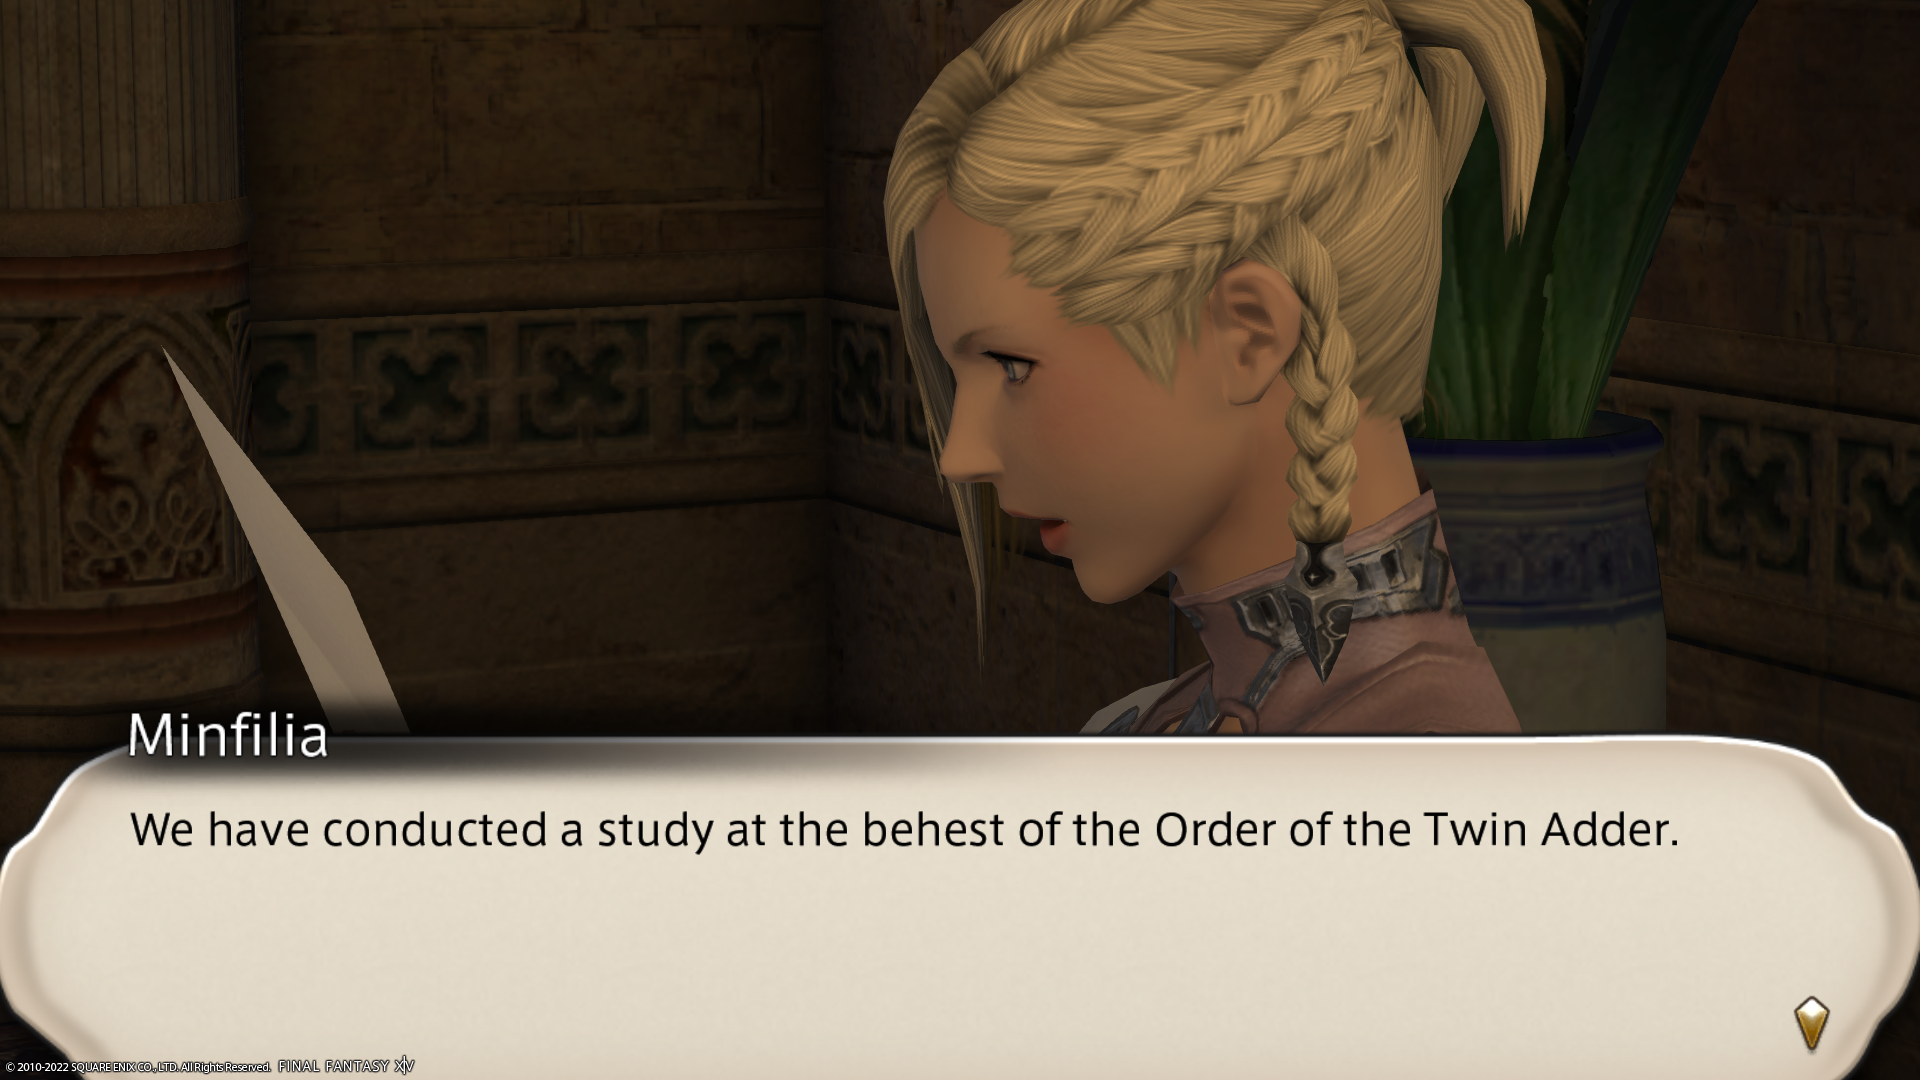 Minfilia
We have conducted a study at the behest of the Order of the Twin Adder.
© 2010-2022 SQUARE ENIX CO., LTD. All Rights Reserved. FINAL FANTASY XIV